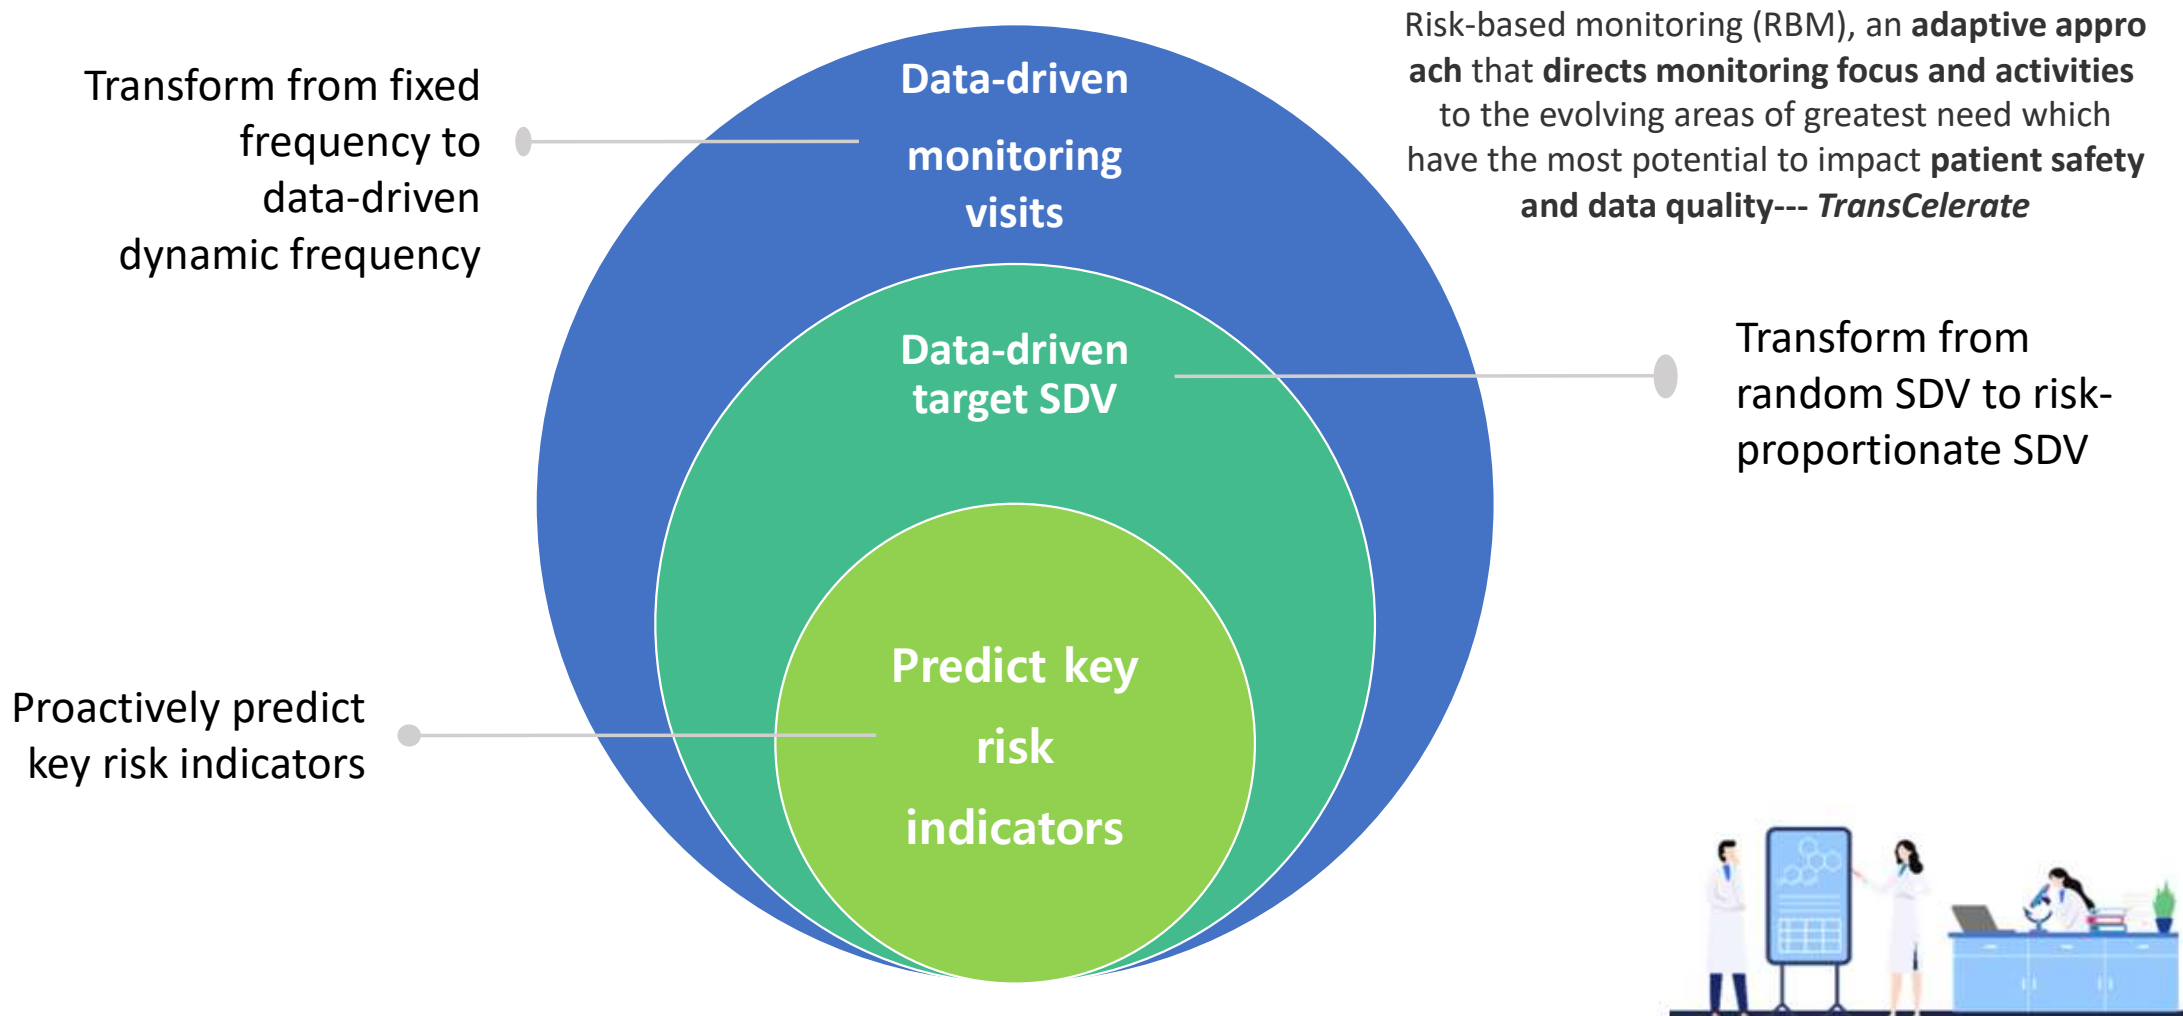 Risk-based monitoring (RBM), an adaptive appro
ach that directs monitoring focus and activities
to the evolving areas of greatest need which
have the most potential to impact patient safety
and data quality--- TransCelerate
Transform from fixed
frequency to
data-driven
dynamic frequency
Data-driven
monitoring
visits
Data-driven
target SDV
Transform from
random SDV to risk-
proportionate SDV
Predict key
risk
indicators
Proactively predict
key risk indicators